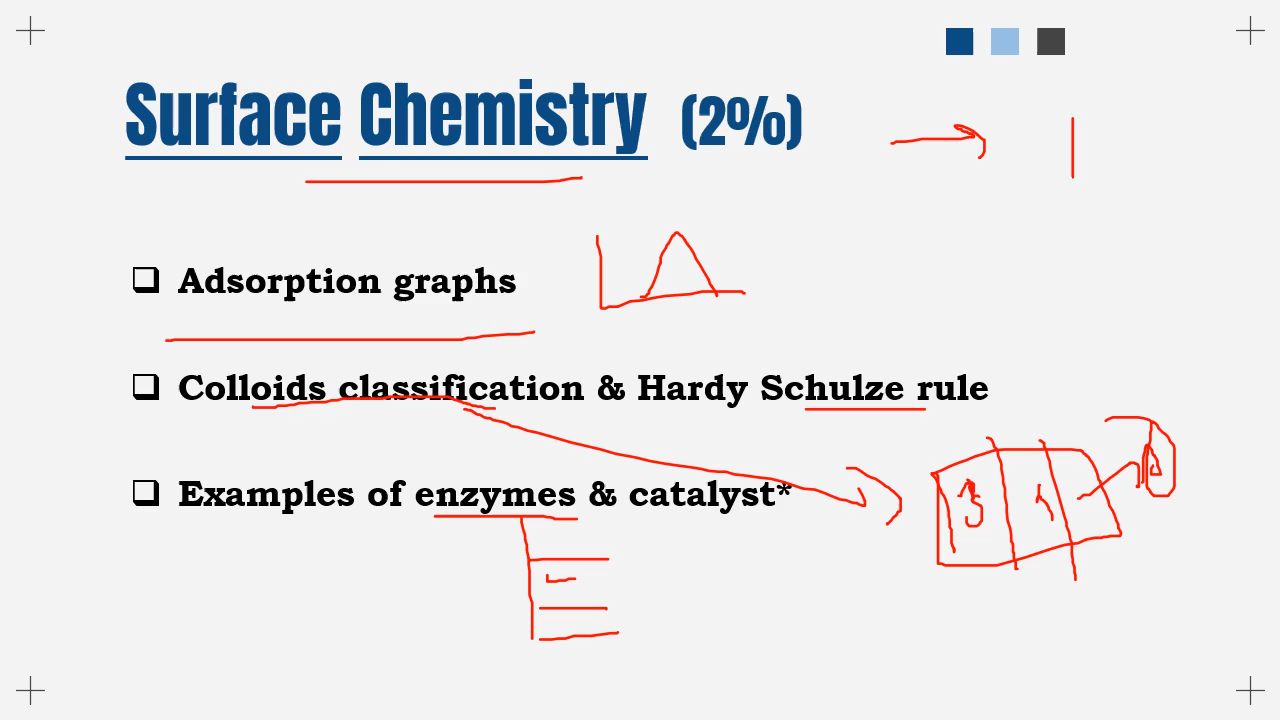 Surface Chemistry (2%)
Adsorption graphs
Colloids classification & Hardy Schulze rule
Examples of enzymes & catalyst*